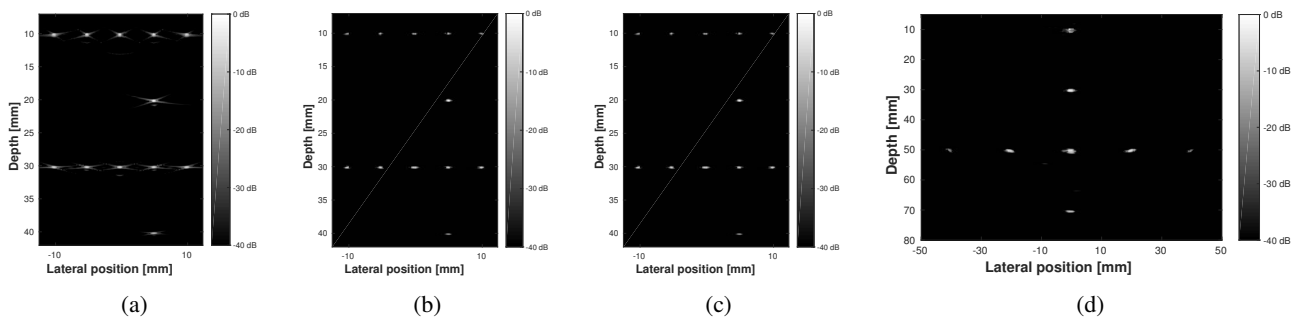 0 dB
10
15
20
25
30
35
40
Depth [mm]
-10
10
Lateral position [mm]
-10 dB
-20 dB
-30 dB
-40 dB
(a)
0 dB
10
15
20
25
30
35
40
Depth [mm]
-10
10
Lateral position [mm]
-10 dB
-20 dB
-30 dB
-40 dB
(b)
0 dB
10
15
20
25
30
35
40
Depth [mm]
-10
10
Lateral position [mm]
-10 dB
-20 dB
-30 dB
-40 dB
(c)
0 dB
10
20
30
40
50
60
70
80
Depth [mm]
-50
-30
-10
10
30
50
Lateral position [mm]
-10 dB
-20 dB
-30 dB
-40 dB
(d)